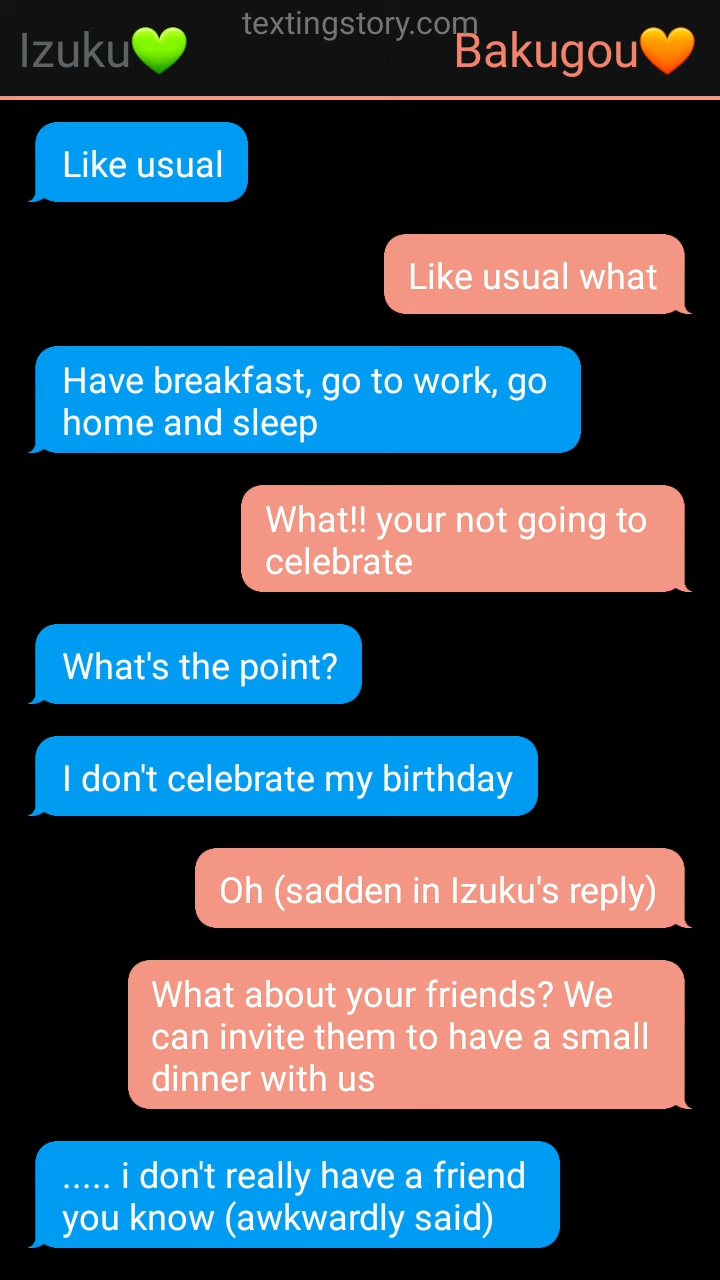 textingstory.com
Izuku💚
Bakugou🧡
Like usual
Like usual what
Have breakfast, go to work, go
home and sleep
What!! your not going to
celebrate
What's the point?
I don't celebrate my birthday
Oh (sadden in Izuku's reply)
What about your friends? We
can invite them to have a small
dinner with us
..... i don't really have a friend
you know (awkwardly said)